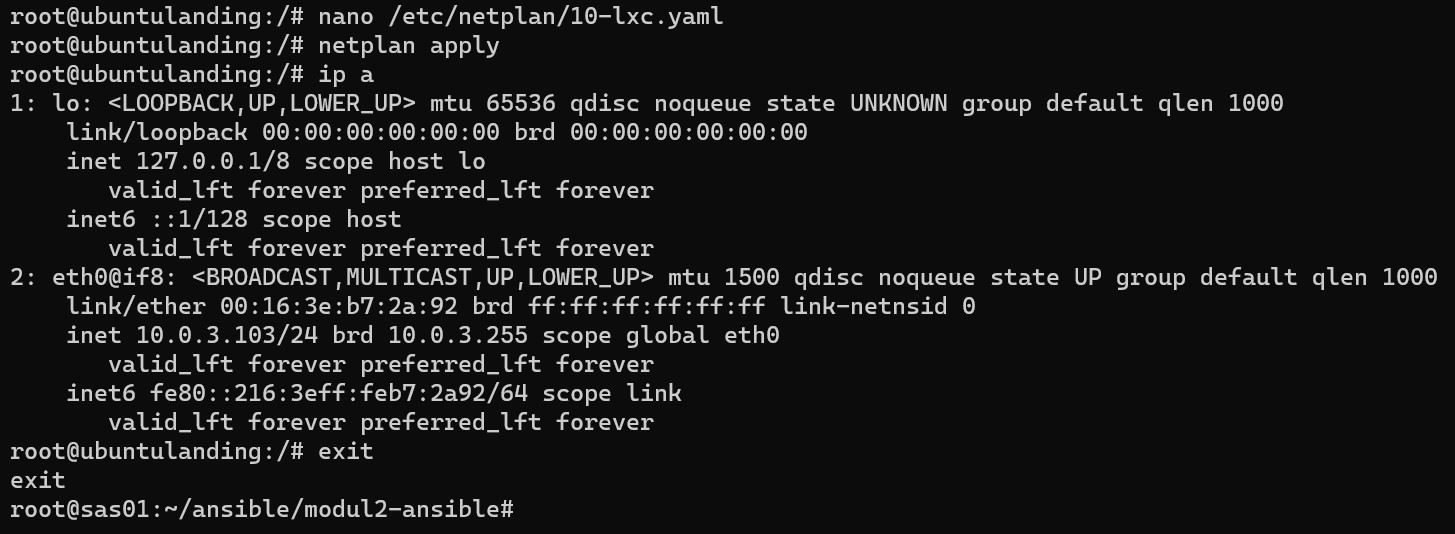 root@ubuntulanding:/# nano /etc/netplan/10-lxc.yaml
root@ubuntulanding:/# netplan apply
root@ubuntulanding:/# ip a
1: lo: <LOOPBACK,UP,LOWER_UP> mtu 65536 qdisc noqueue state UNKNOWN group default qlen 1000
    link/loopback 00:00:00:00:00:00 brd 00:00:00:00:00:00
    inet 127.0.0.1/8 scope host lo
       valid_lft forever preferred_lft forever
    inet6 ::1/128 scope host
       valid_lft forever preferred_lft forever
2: eth0@if8: <BROADCAST,MULTICAST,UP,LOWER_UP> mtu 1500 qdisc noqueue state UP group default qlen 1000
    link/ether 00:16:3e:b7:2a:92 brd ff:ff:ff:ff:ff:ff link-netnsid 0
    inet 10.0.3.103/24 brd 10.0.3.255 scope global eth0
       valid_lft forever preferred_lft forever
    inet6 fe80::216:3eff:feb7:2a92/64 scope link
       valid_lft forever preferred_lft forever
root@ubuntulanding:/# exit
exit
root@sas01:~/ansible/modul2-ansible#